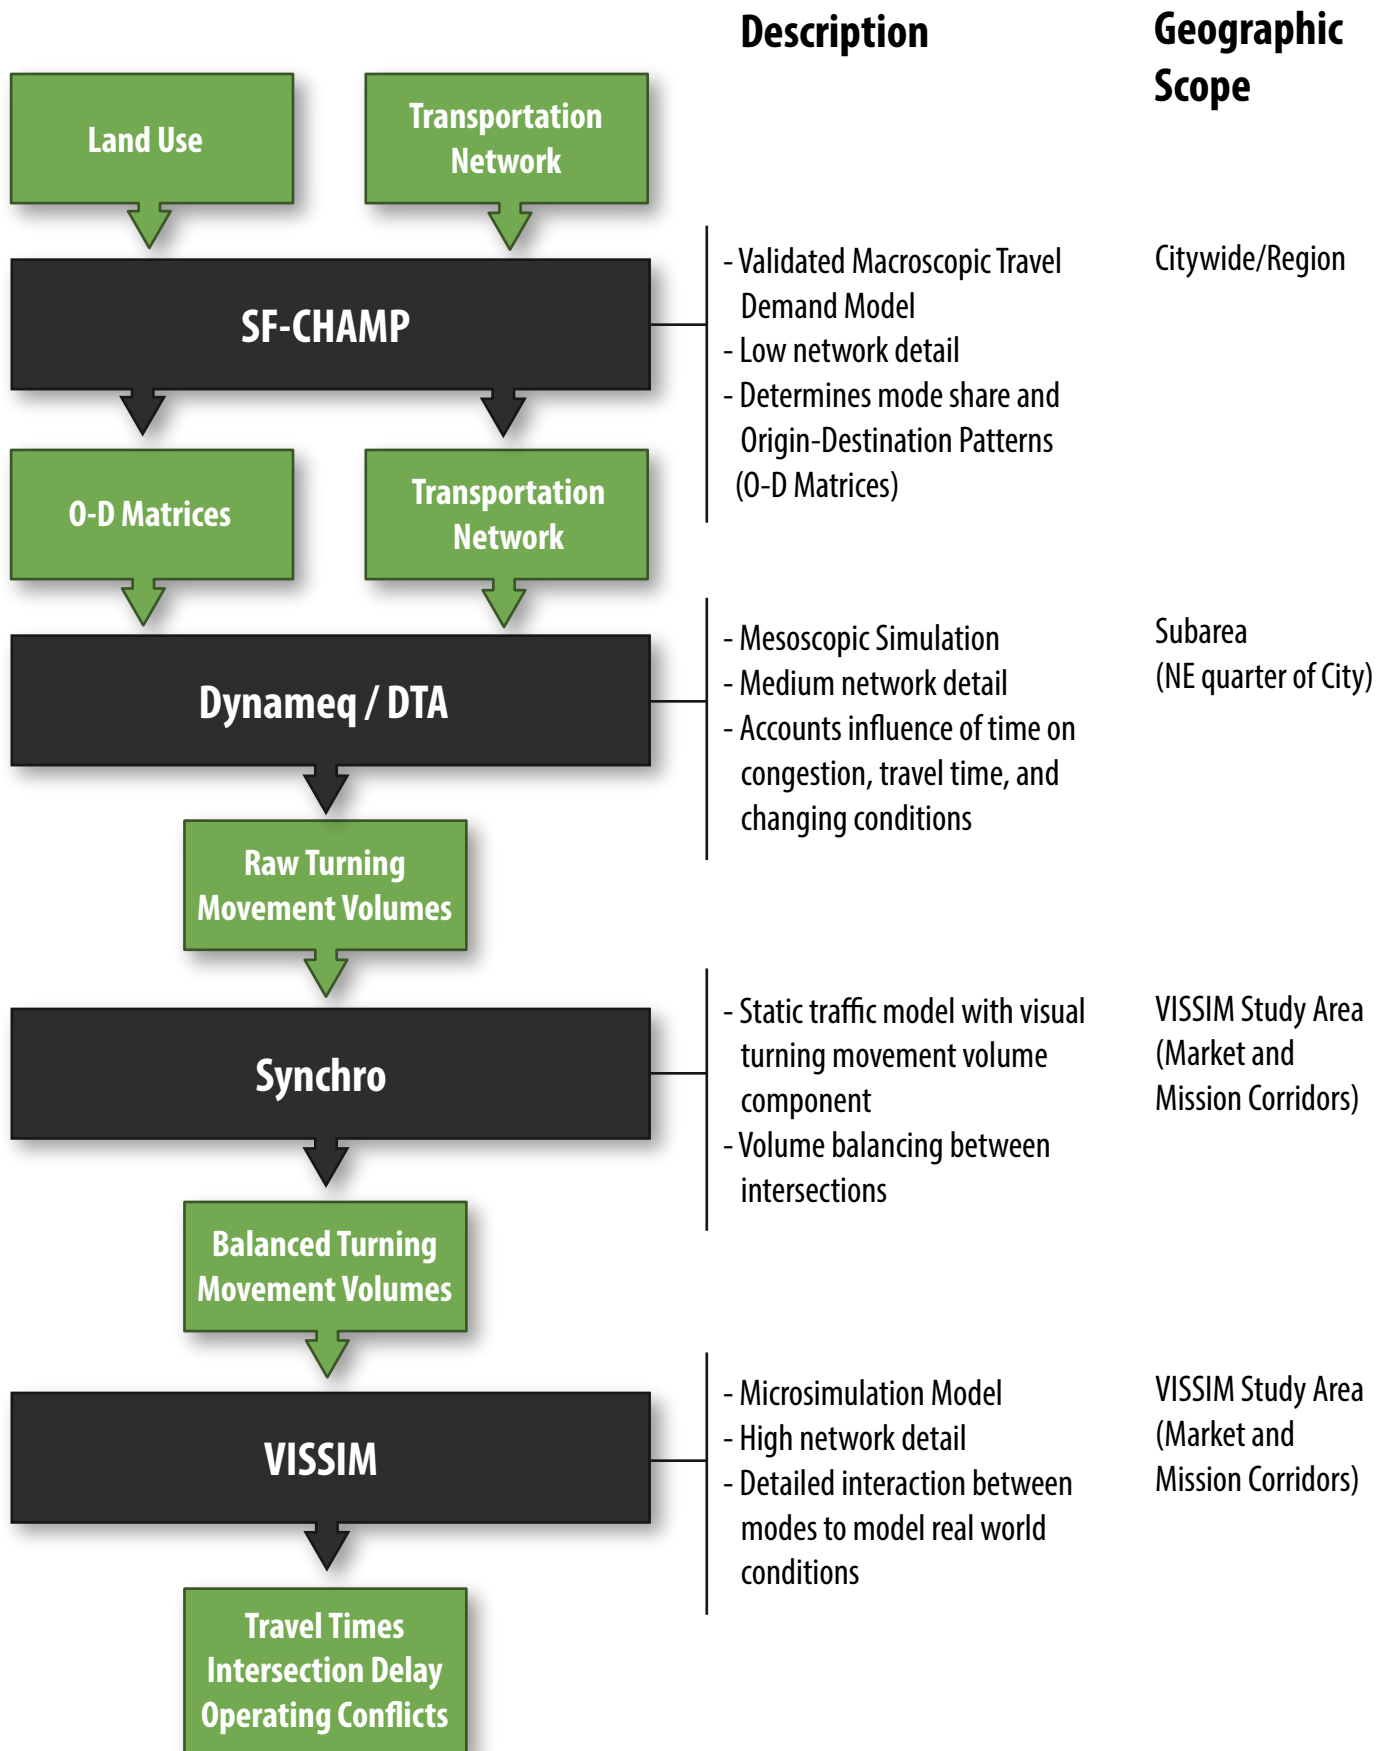 Description
Geographic
Scope
Land Use
Transportation
Network
SF-CHAMP
- Validated Macroscopic Travel
Demand Model
- Low network detail
- Determines mode share and
Origin-Destination Patterns
(O-D Matrices)
Citywide/Region
O-D Matrices
Transportation
Network
Dynameq / DTA
- Mesoscopic Simulation
- Medium network detail
- Accounts influence of time on
congestion, travel time, and
changing conditions
Subarea
(NE quarter of City)
Raw Turning
Movement Volumes
Synchro
- Static traffic model with visual
turning movement volume
component
- Volume balancing between
intersections
VISSIM Study Area
(Market and
Mission Corridors)
Balanced Turning
Movement Volumes
VISSIM
- Microsimulation Model
- High network detail
- Detailed interaction between
modes to model real world
conditions
VISSIM Study Area
(Market and
Mission Corridors)
Travel Times
Intersection Delay
Operating Conflicts